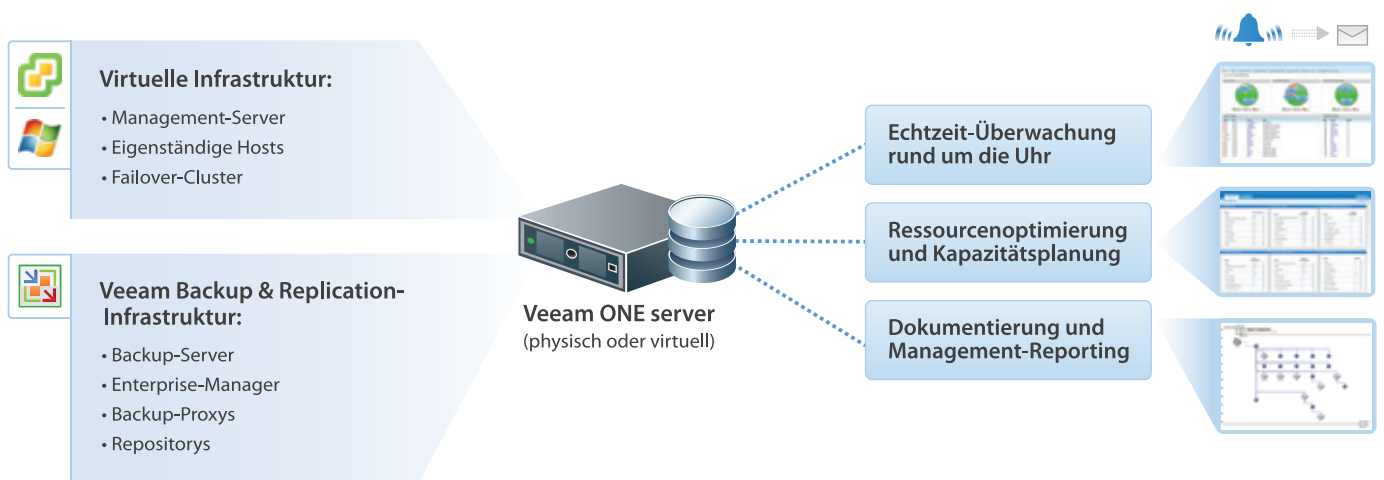 Virtuelle Infrastruktur:
• Management-Server
• Eigenständige Hosts
• Failover-Cluster
Veeam Backup & Replication-
Infrastruktur:
• Backup-Server
• Enterprise-Manager
• Backup-Proxys
• Repositorys
Veeam ONE server
(physisch oder virtuell)
Echtzeit-Überwachung
rund um die Uhr
Ressourcenoptimierung
und Kapazitätsplanung
Dokumentierung und
Management-Reporting